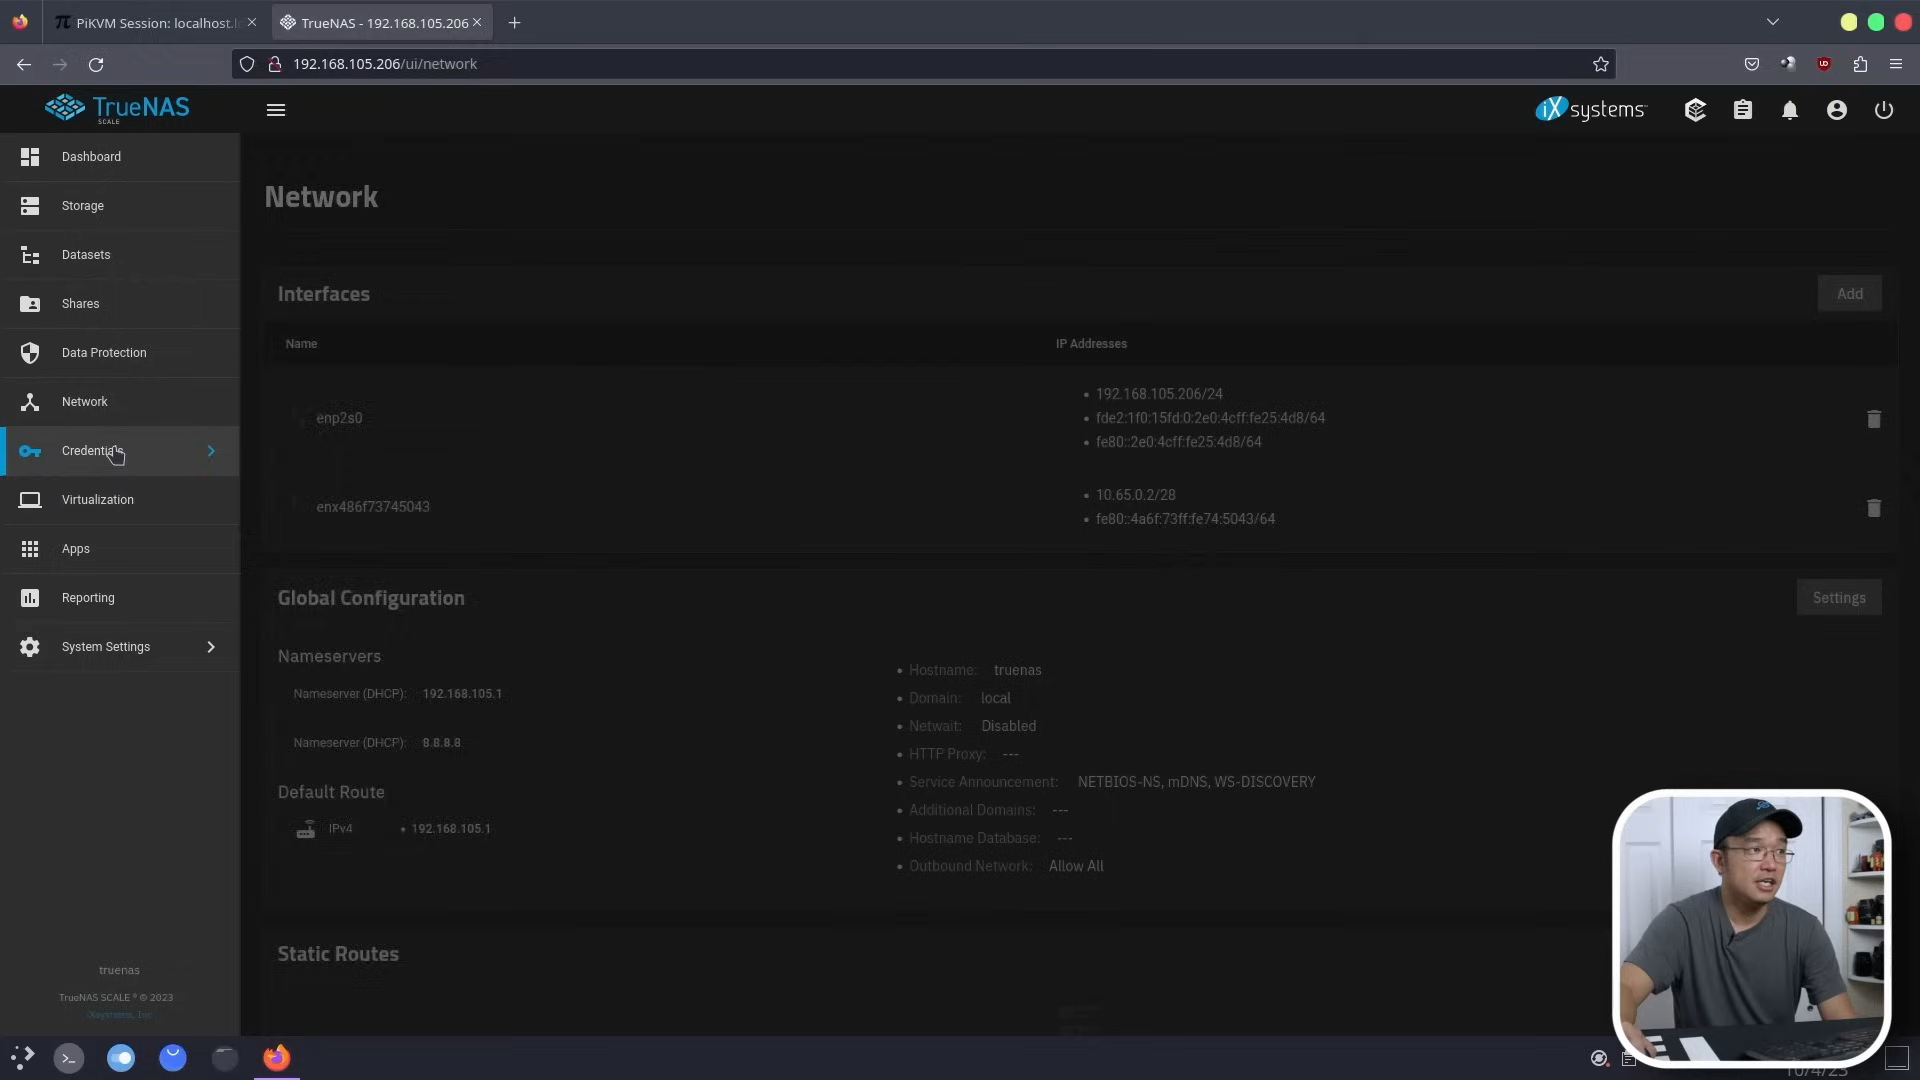 PiKVM Session: localhost.l
TrueNAS - 192.168.105.206
192.168.105.206/ui/network
TrueNAS
SCALE
iXsystems
Dashboard
Storage
Datasets
Shares
Data Protection
Network
Credentials
Virtualization
Apps
Reporting
System Settings
truenas
TrueNAS SCALE ® © 2023
iXsystems, Inc
Network
Interfaces
Add
Name
IP Addresses
enp2s0
192.168.105.206/24
fde2:1f0:15fd:0:2e0:4cff:fe25:4d8/64
fe80::2e0:4cff:fe25:4d8/64
enx486f73745043
10.65.0.2/28
fe80::4a6f:73ff:fe74:5043/64
Global Configuration
Settings
Nameservers
Nameserver (DHCP): 192.168.105.1
Nameserver (DHCP): 8.8.8.8
Default Route
IPv4 192.168.105.1
Hostname: truenas
Domain: local
Netwait: Disabled
HTTP Proxy: ---
Service Announcement: NETBIOS-NS, mDNS, WS-DISCOVERY
Additional Domains: ---
Hostname Database: ---
Outbound Network: Allow All
Static Routes
10/4/23